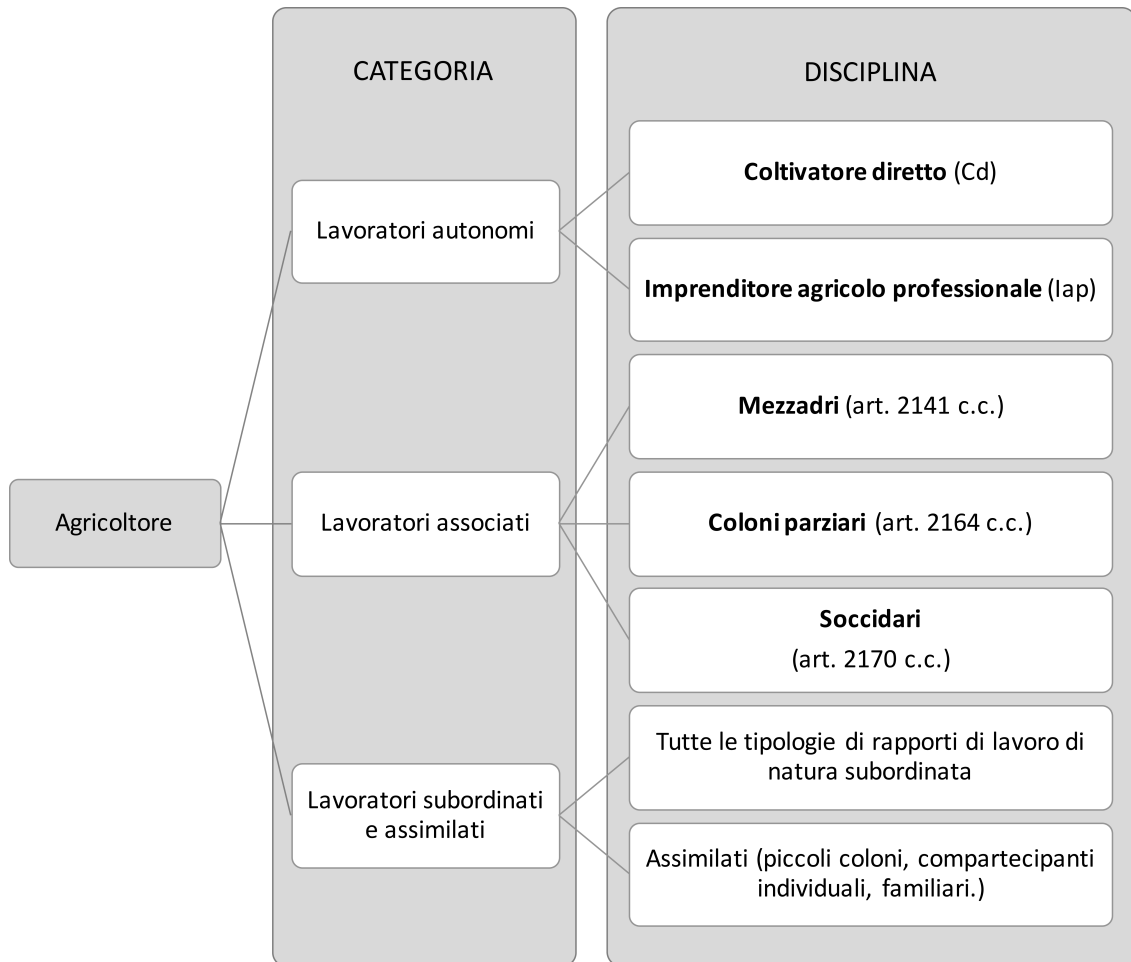 CATEGORIA
DISCIPLINA
Agricoltore
Lavoratori autonomi
Coltivatore diretto (Cd)
Imprenditore agricolo professionale (Iap)
Lavoratori associati
Mezzadri (art. 2141 c.c.)
Coloni parziari (art. 2164 c.c.)
Soccidari
(art. 2170 c.c.)
Lavoratori subordinati
e assimilati
Tutte le tipologie di rapporti di lavoro di
natura subordinata
Assimilati (piccoli coloni, compartecipanti
individuali, familiari.)